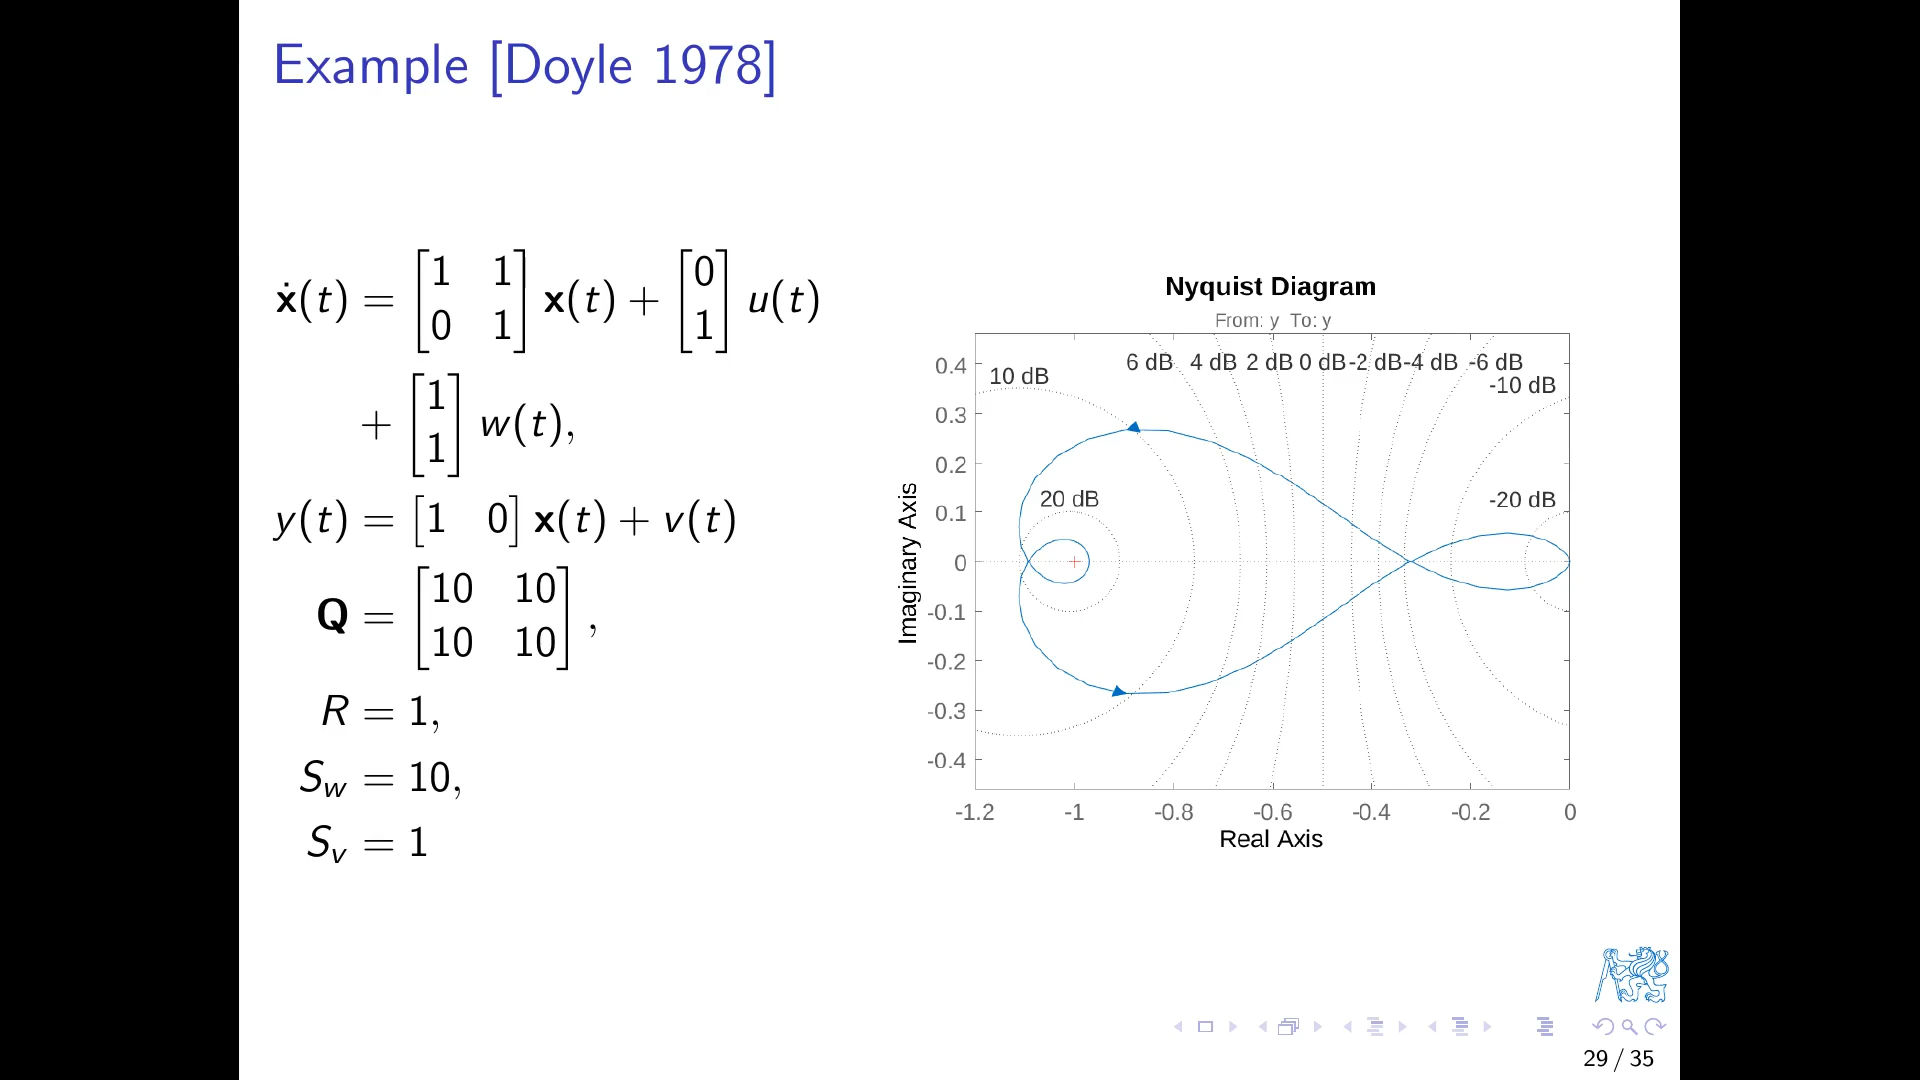 Example [Doyle 1978]
ẋ(t) = [1 1; 0 1] x(t) + [0; 1] u(t)
+ [1; 1] w(t),
y(t) = [1 0] x(t) + v(t)
Q = [10 10; 10 10],
R = 1,
S_w = 10,
S_v = 1
Nyquist Diagram
From: y To: y
10 dB 6 dB 4 dB 2 dB 0 dB -2 dB -4 dB -6 dB -10 dB
20 dB -20 dB
0.4
0.3
0.2
0.1
0
-0.1
-0.2
-0.3
-0.4
Imaginary Axis
-1.2 -1 -0.8 -0.6 -0.4 -0.2 0
Real Axis
29 / 35